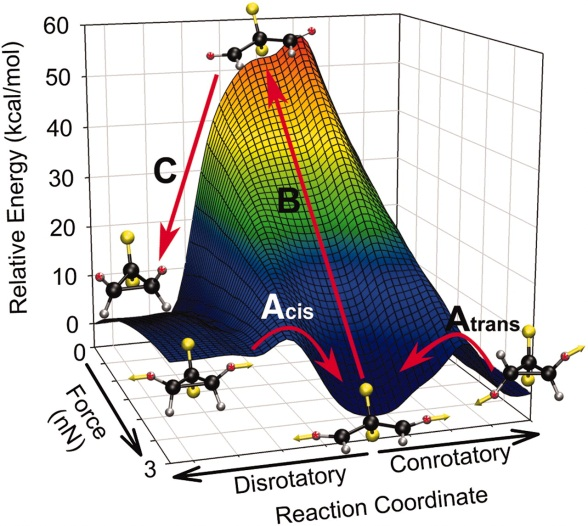 60
50
40
30
20
10
0
Relative Energy (kcal/mol)
C
B
Acis
Atrans
0
3
Force
(nN)
Disrotatory
Conrotatory
Reaction Coordinate